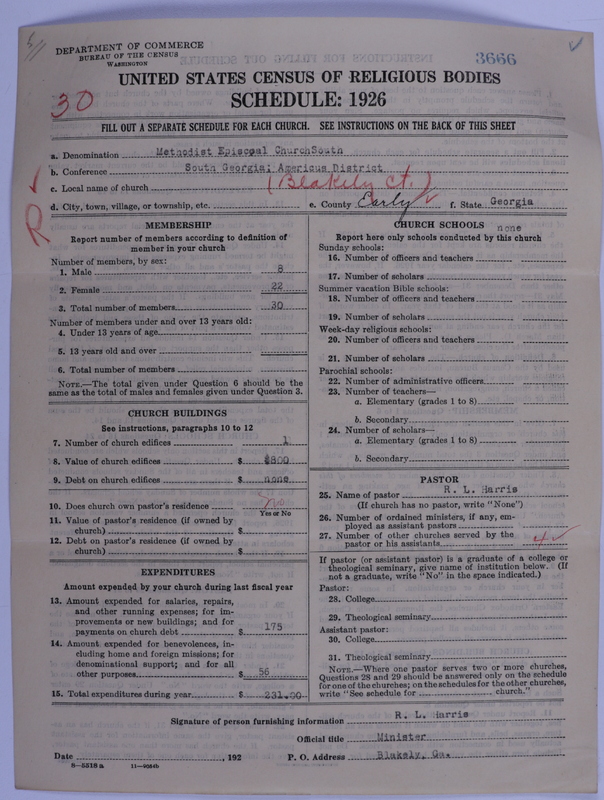 DEPARTMENT OF COMMERCE
BUREAU OF THE CENSUS
WASHINGTON
3666
UNITED STATES CENSUS OF RELIGIOUS BODIES
30
SCHEDULE: 1926
FILL OUT A SEPARATE SCHEDULE FOR EACH CHURCH. SEE INSTRUCTIONS ON THE BACK OF THIS SHEET
a. Denomination Methodist Episcopal ChurchSouth
b. Conference South Georgia; Americus District
c. Local name of church (Blakely Ct.)
d. City, town, village, or township, etc. e. County Early f. State Georgia
R
MEMBERSHIP
Report number of members according to definition of
member in your church
Number of members, by sex:
1. Male 8
2. Female 22
3. Total number of members 30
Number of members under and over 13 years old:
4. Under 13 years of age
5. 13 years old and over
6. Total number of members
NOTE.—The total given under Question 6 should be the
same as the total of males and females given under Question 3.
CHURCH BUILDINGS
See instructions, paragraphs 10 to 12
7. Number of church edifices 1
8. Value of church edifices $ $800
9. Debt on church edifices $ none
10. Does church own pastor's residence no
Yes or No
11. Value of pastor's residence (if owned by
church) $
12. Debt on pastor's residence (if owned by
church) $
EXPENDITURES
Amount expended by your church during last fiscal year
13. Amount expended for salaries, repairs,
and other running expenses; for im-
provements or new buildings; and for
payments on church debt $ 175
14. Amount expended for benevolences, in-
cluding home and foreign missions; for
denominational support; and for all
other purposes $ 56
15. Total expenditures during year $ 231.00
CHURCH SCHOOLS none
Report here only schools conducted by this church
Sunday schools:
16. Number of officers and teachers
17. Number of scholars
Summer vacation Bible schools:
18. Number of officers and teachers
19. Number of scholars
Week-day religious schools:
20. Number of officers and teachers
21. Number of scholars
Parochial schools:
22. Number of administrative officers
23. Number of teachers—
a. Elementary (grades 1 to 8)
b. Secondary
24. Number of scholars—
a. Elementary (grades 1 to 8)
b. Secondary
PASTOR
25. Name of pastor R. L. Harris
(If church has no pastor, write "None")
26. Number of ordained ministers, if any, em-
ployed as assistant pastors
27. Number of other churches served by the
pastor or his assistants 4
If pastor (or assistant pastor) is a graduate of a college or
theological seminary, give name of institution below. (If
not a graduate, write "No" in the space indicated.)
Pastor:
28. College
29. Theological seminary
Assistant pastor:
30. College
31. Theological seminary
NOTE.—Where one pastor serves two or more churches,
Questions 28 and 29 should be answered only on the schedule
for one of the churches; on the schedules for the other churches,
write "See schedule for church."
Signature of person furnishing information R. L. Harris
Official title Minister
Date , 192 P. O. Address Blakely, Ga.
8—5518 a 11—9264b